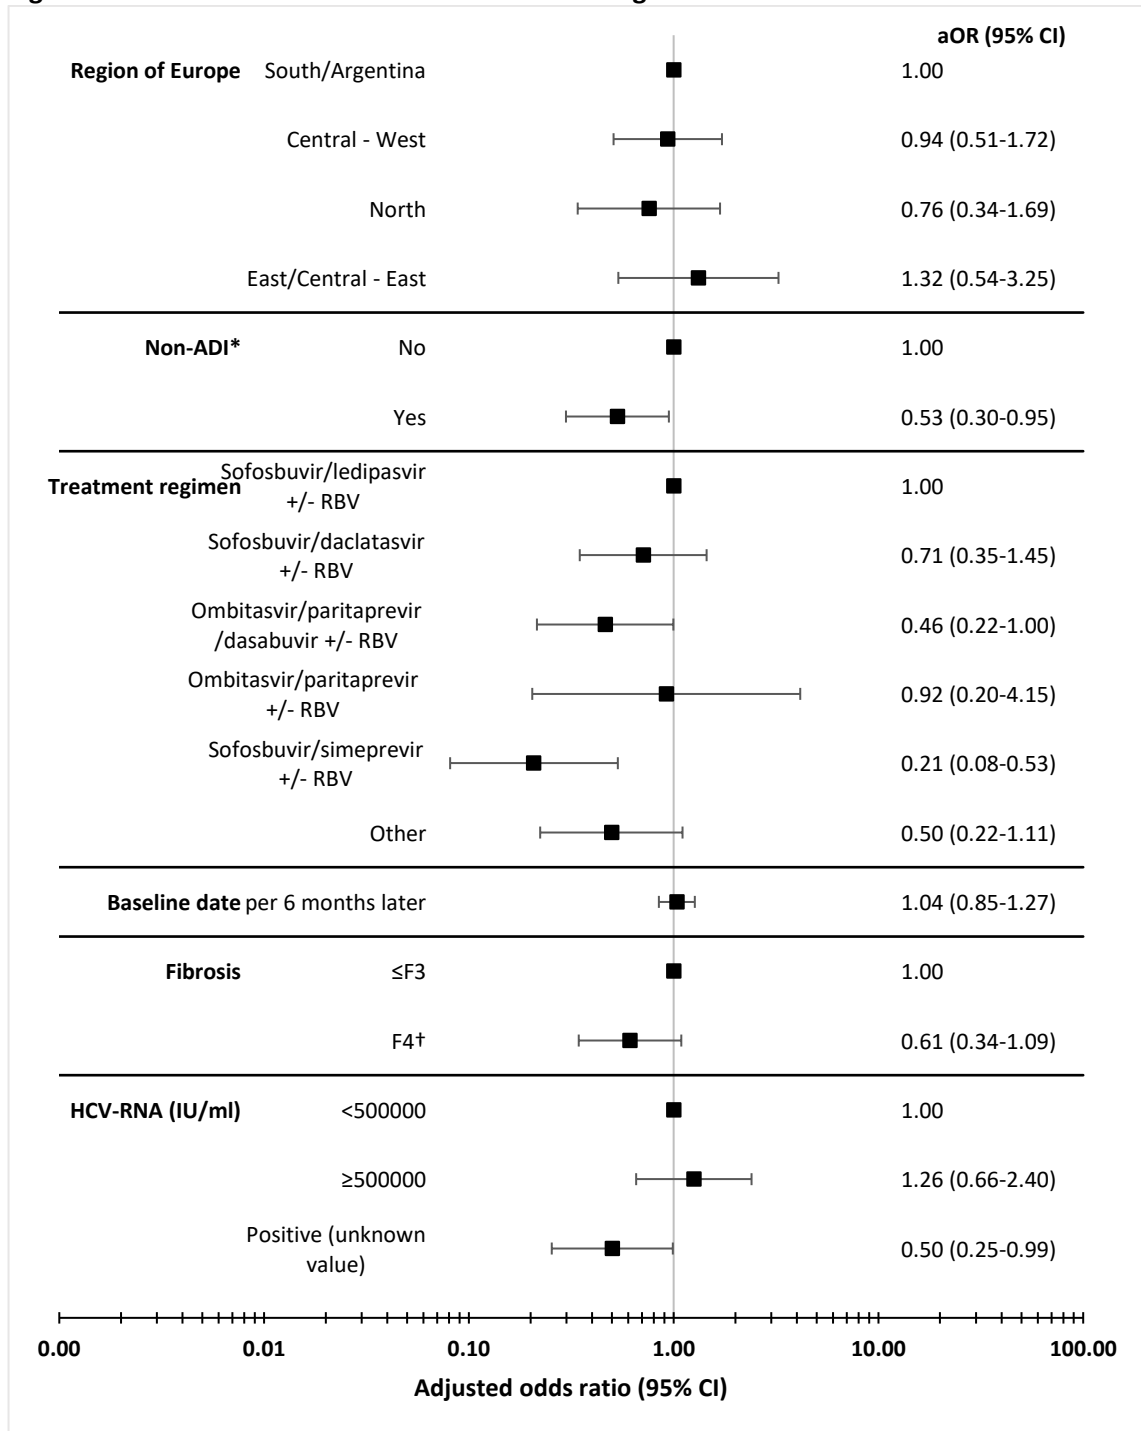 aOR (95% CI)
Region of Europe South/Argentina 1.00
Central - West 0.94 (0.51-1.72)
North 0.76 (0.34-1.69)
East/Central - East 1.32 (0.54-3.25)
Non-ADI* No 1.00
Yes 0.53 (0.30-0.95)
Treatment regimen Sofosbuvir/ledipasvir
+/- RBV 1.00
Sofosbuvir/daclatasvir
+/- RBV 0.71 (0.35-1.45)
Ombitasvir/paritaprevir
/dasabuvir +/- RBV 0.46 (0.22-1.00)
Ombitasvir/paritaprevir
+/- RBV 0.92 (0.20-4.15)
Sofosbuvir/simeprevir
+/- RBV 0.21 (0.08-0.53)
Other 0.50 (0.22-1.11)
Baseline date per 6 months later 1.04 (0.85-1.27)
Fibrosis ≤F3 1.00
F4† 0.61 (0.34-1.09)
HCV-RNA (IU/ml) <500000 1.00
≥500000 1.26 (0.66-2.40)
Positive (unknown
value) 0.50 (0.25-0.99)
0.00 0.01 0.10 1.00 10.00 100.00
Adjusted odds ratio (95% CI)